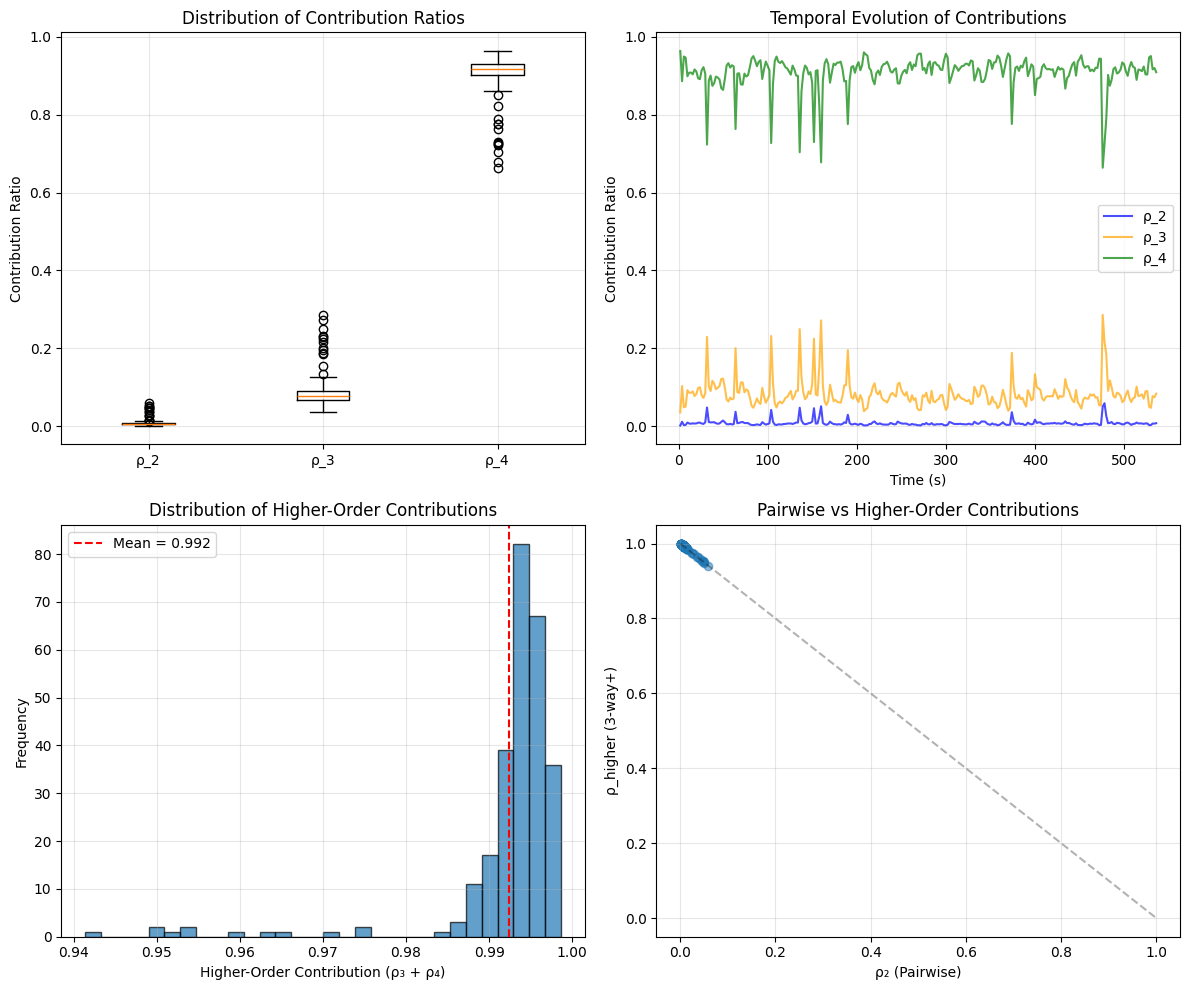 Distribution of Contribution Ratios
Contribution Ratio
1.0
0.8
0.6
0.4
0.2
0.0
ρ_2 ρ_3 ρ_4
Temporal Evolution of Contributions
Contribution Ratio
1.0
0.8
0.6
0.4
0.2
0.0
ρ_2
ρ_3
ρ_4
0 100 200 300 400 500
Time (s)
Distribution of Higher-Order Contributions
Frequency
Mean = 0.992
80
70
60
50
40
30
20
10
0
0.94 0.95 0.96 0.97 0.98 0.99 1.00
Higher-Order Contribution (ρ₃ + ρ₄)
Pairwise vs Higher-Order Contributions
ρ_higher (3-way+)
1.0
0.8
0.6
0.4
0.2
0.0
0.0 0.2 0.4 0.6 0.8 1.0
ρ₂ (Pairwise)